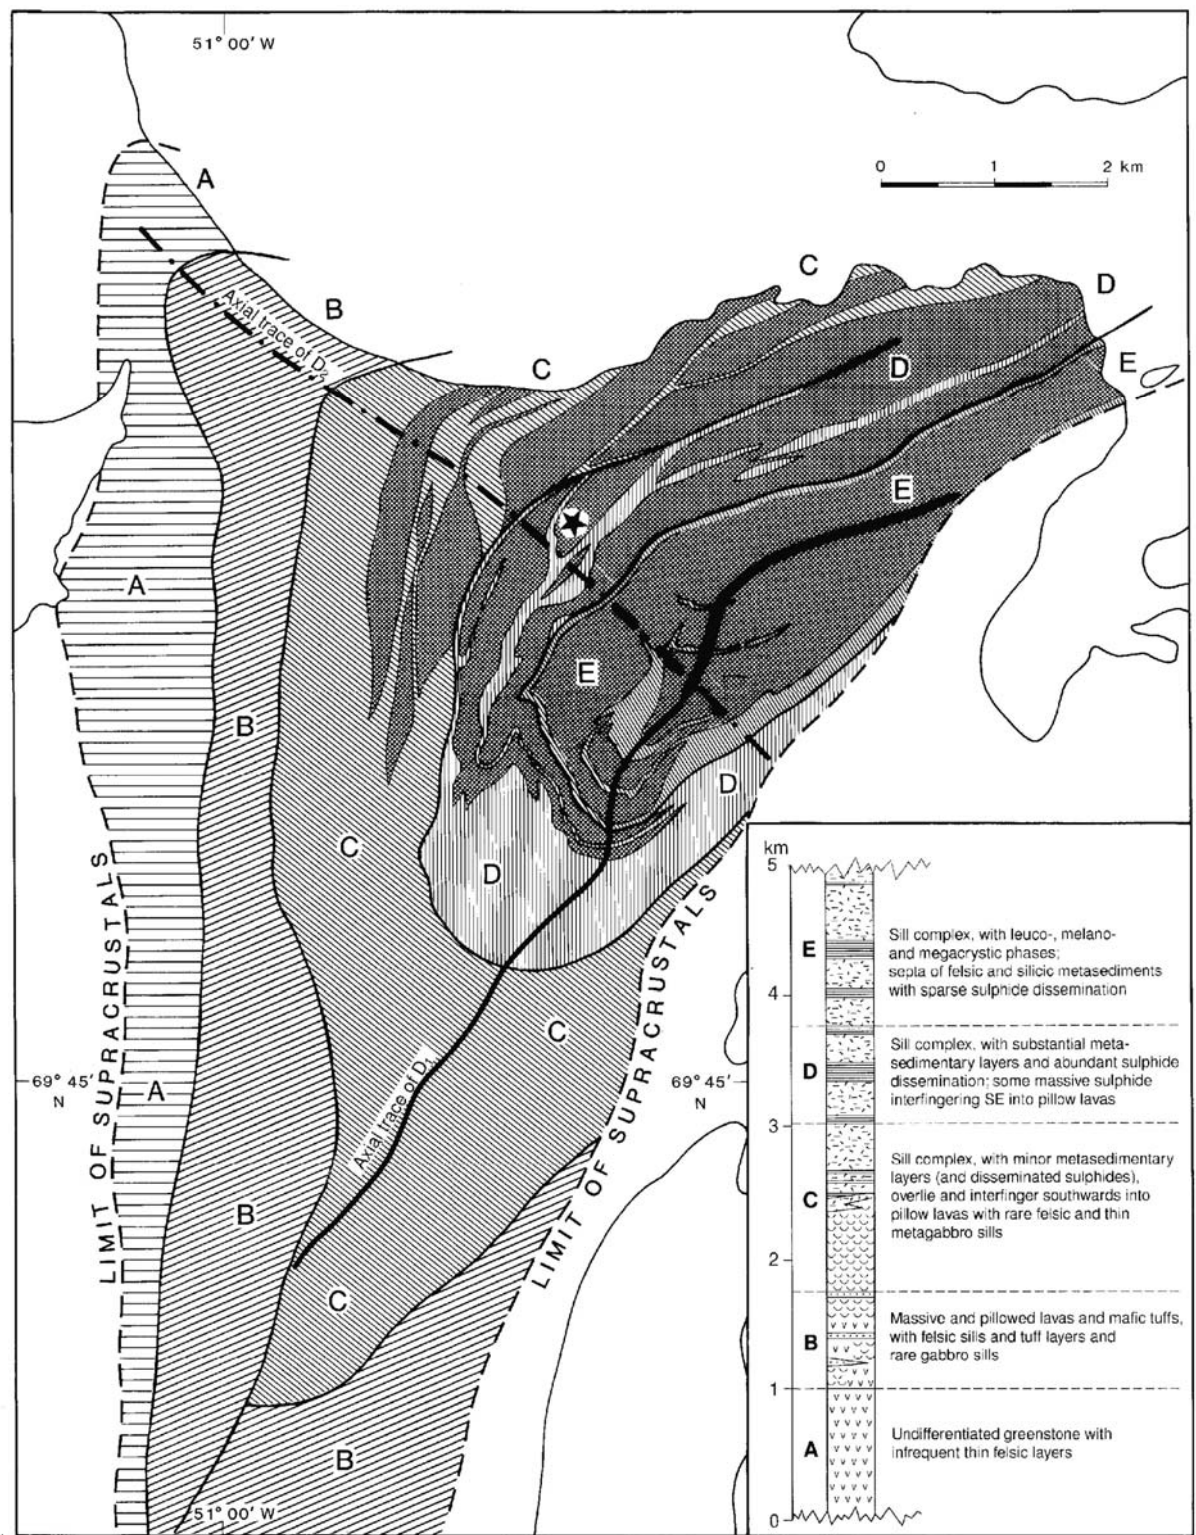 51° 00′ W
A
0 1 2 km
B
Axial trace of D2
C
C
D
D
E
E
A
E
B
D
C
D
LIMIT OF SUPRACRUSTALS
C
69° 45′
N
A
Axial trace of D1
69° 45′
N
B
LIMIT OF SUPRACRUSTALS
C
B
51° 00′ W
km
5
E
Sill complex, with leuco-, melano-
and megacrystic phases;
septa of felsic and silicic metasediments
with sparse sulphide dissemination
4
D
Sill complex, with substantial meta-
sedimentary layers and abundant sulphide
dissemination; some massive sulphide
interfingering SE into pillow lavas
3
C
Sill complex, with minor metasedimentary
layers (and disseminated sulphides),
overlie and interfinger southwards into
pillow lavas with rare felsic and thin
metagabbro sills
2
B
Massive and pillowed lavas and mafic tuffs,
with felsic sills and tuff layers and
rare gabbro sills
1
A
Undifferentiated greenstone with
infrequent thin felsic layers
0